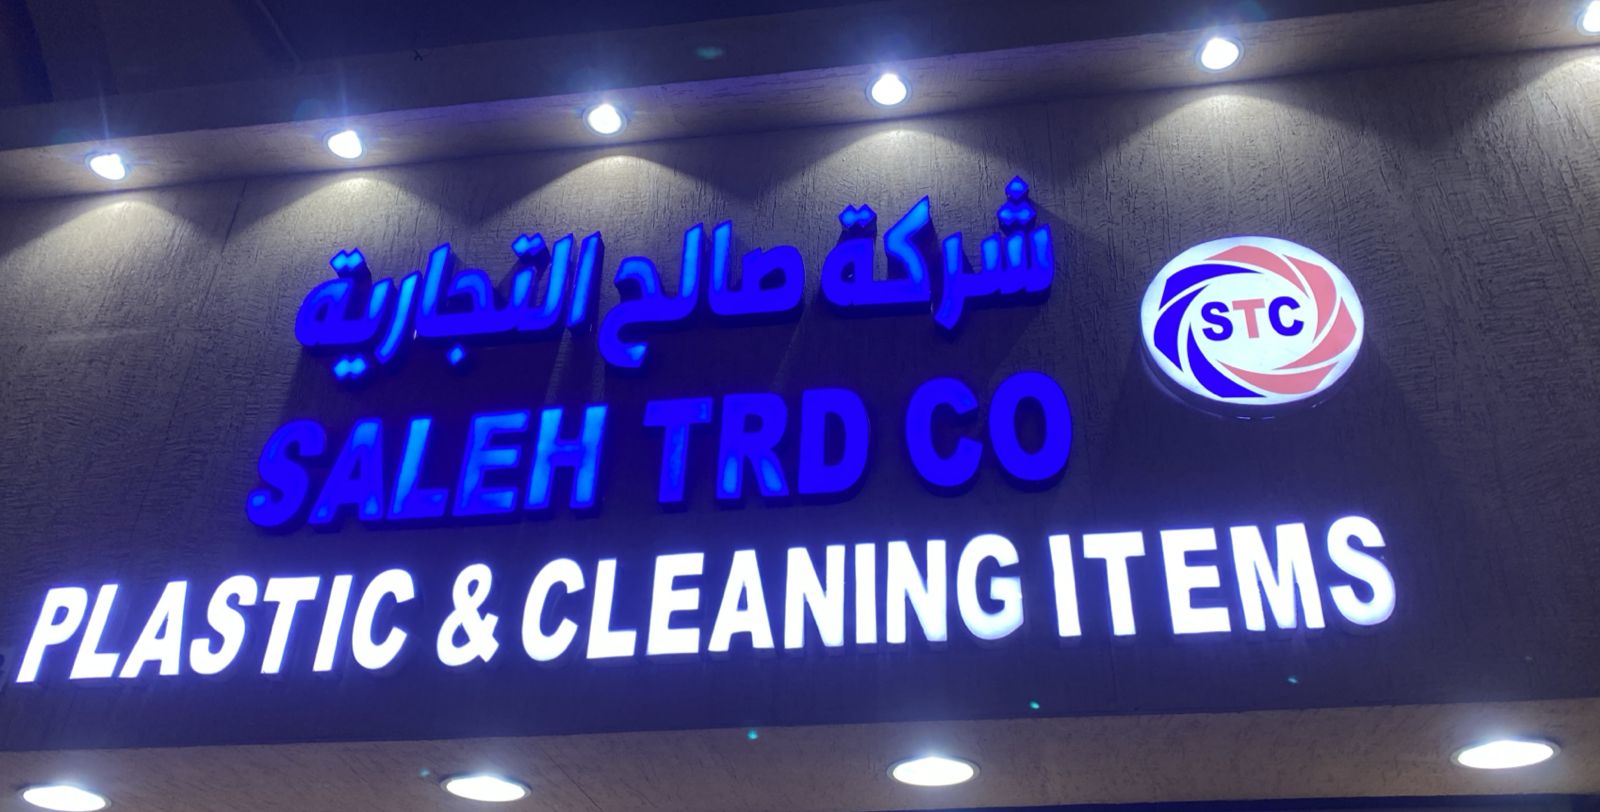 شركة صالح التجارية
STC
SALEH TRD CO
PLASTIC & CLEANING ITEMS